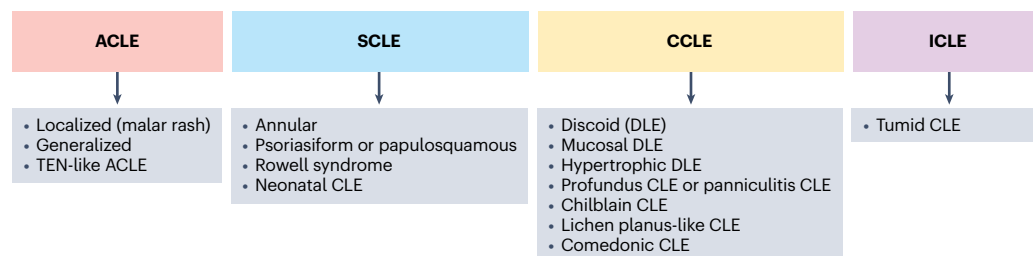 ACLE
SCLE
CCLE
ICLE
• Localized (malar rash)
• Generalized
• TEN-like ACLE
• Annular
• Psoriasiform or papulosquamous
• Rowell syndrome
• Neonatal CLE
• Discoid (DLE)
• Mucosal DLE
• Hypertrophic DLE
• Profundus CLE or panniculitis CLE
• Chilblain CLE
• Lichen planus-like CLE
• Comedonic CLE
• Tumid CLE